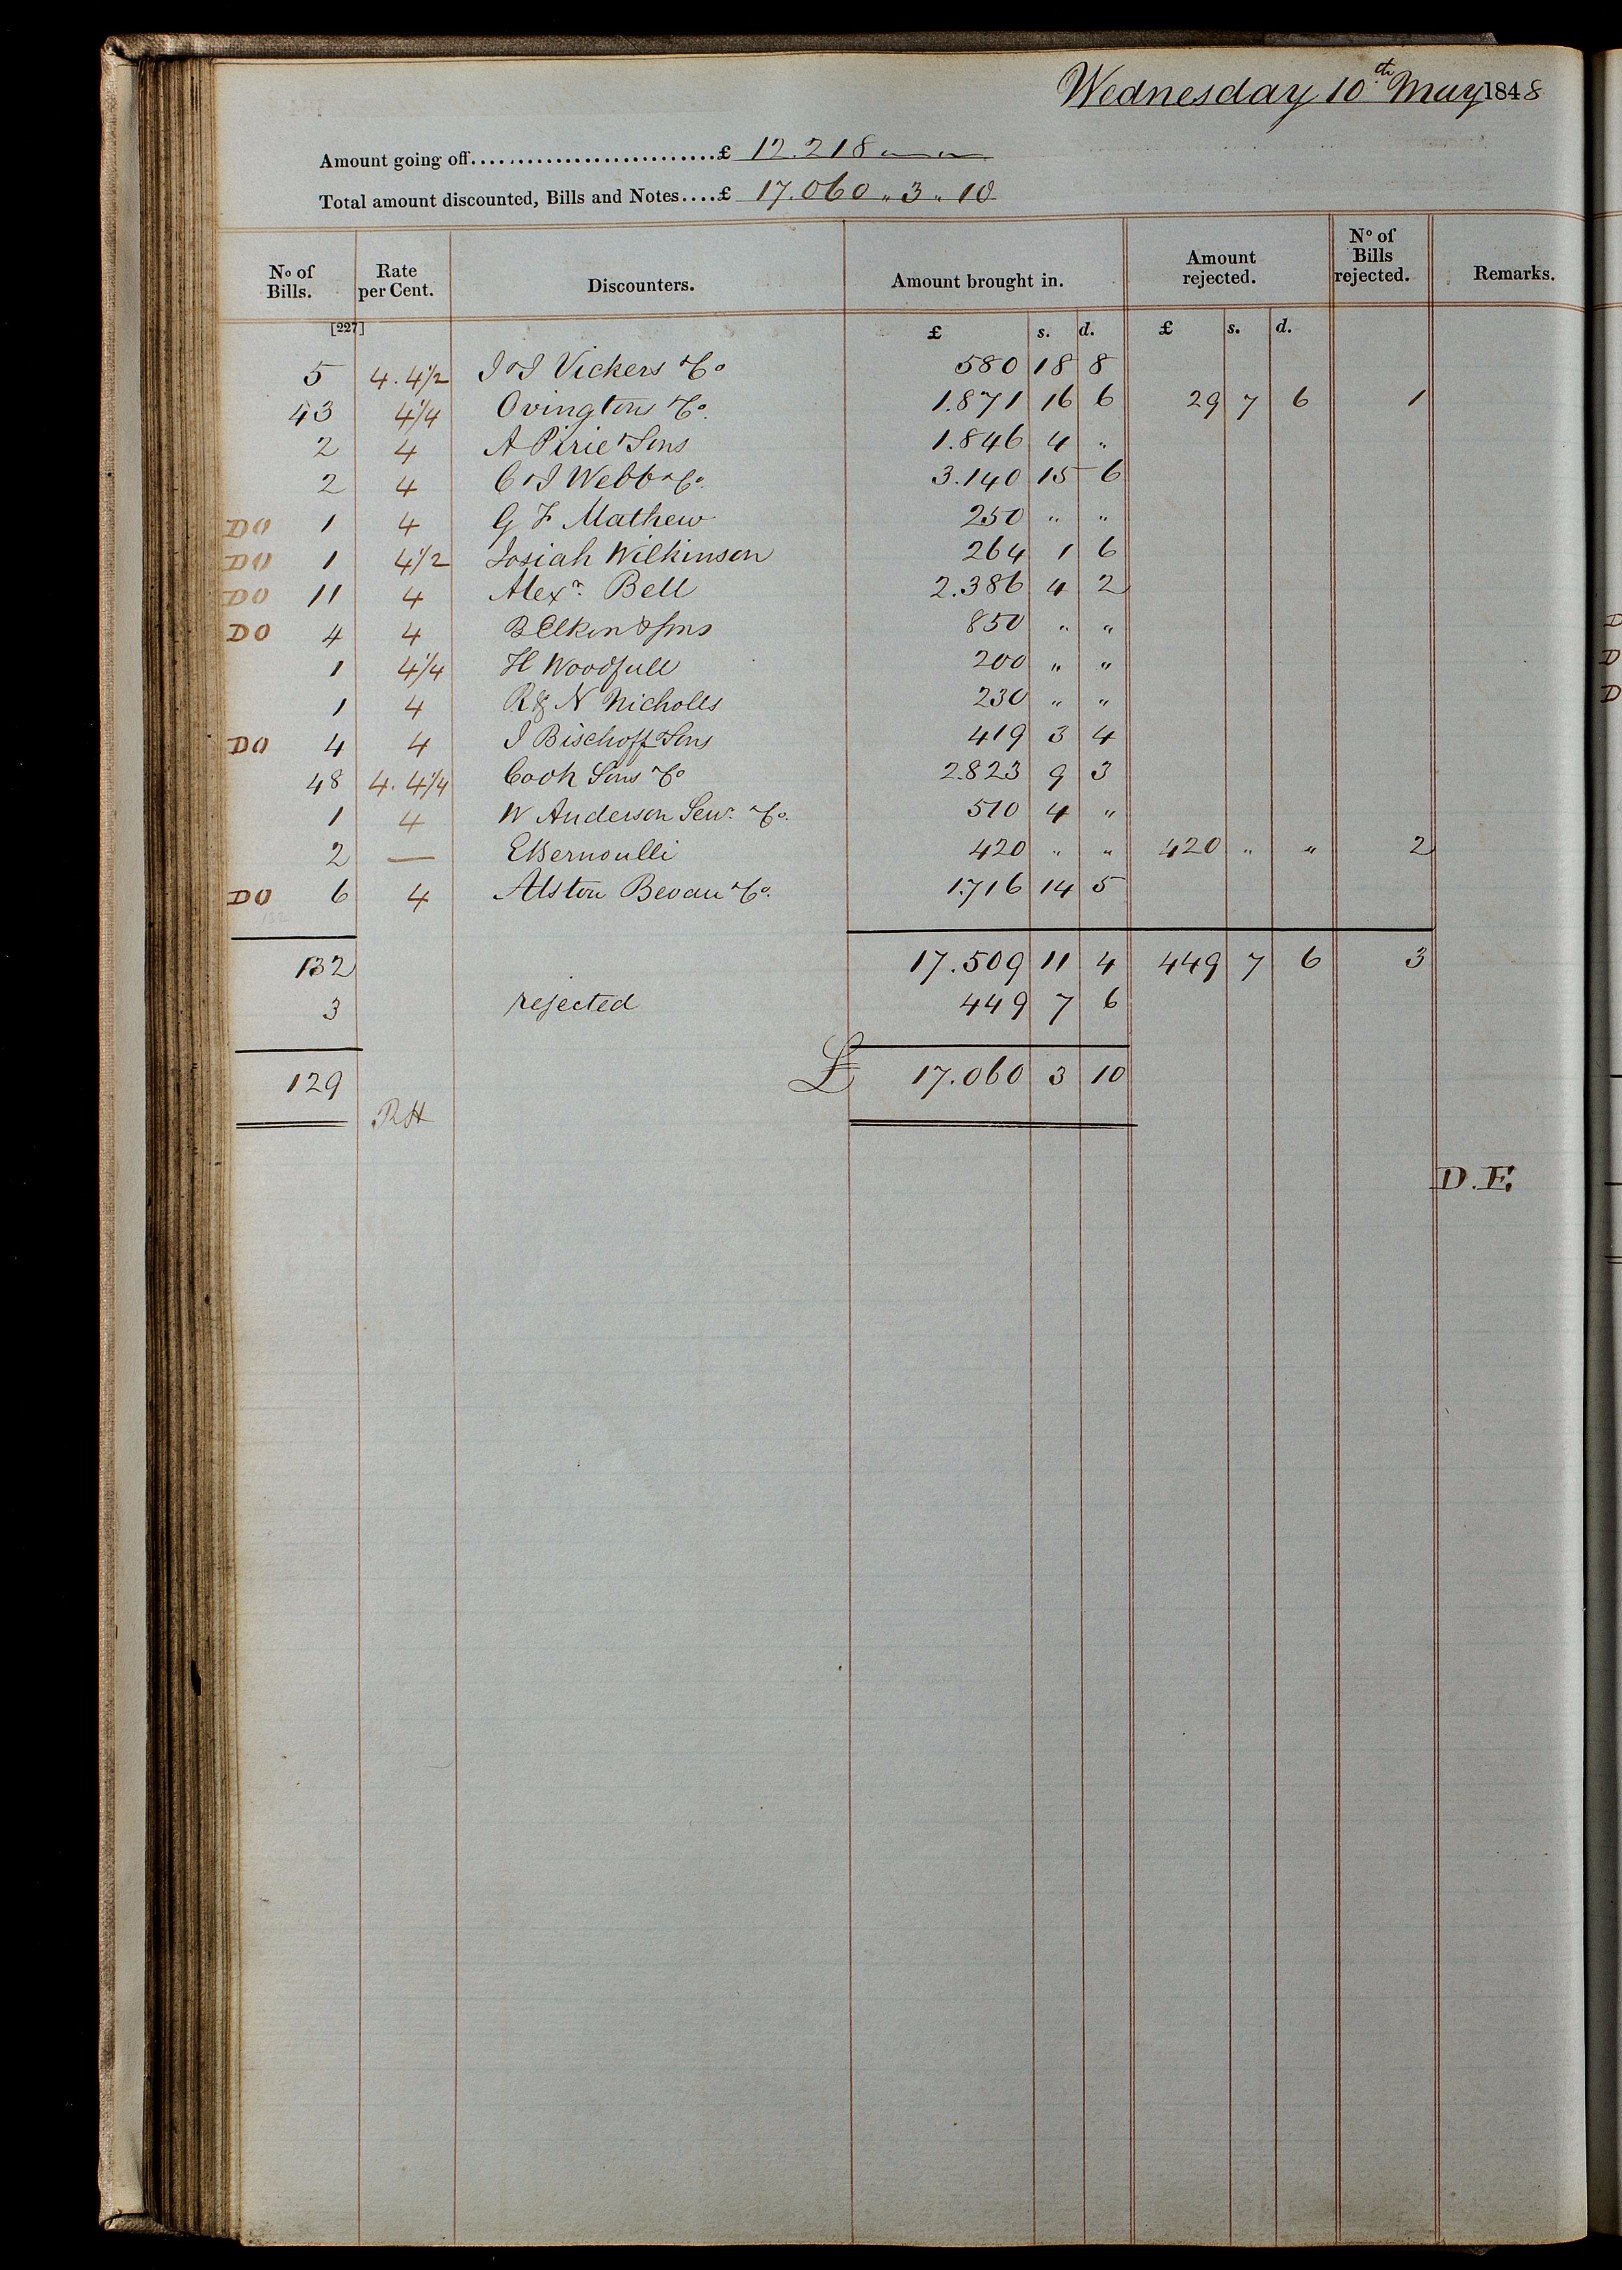 Wednesday 10th May 1848
Amount going off..........................£ 12.218 „ „
Total amount discounted, Bills and Notes....£ 17.060 „ 3 „ 10
No of Bills. Rate per Cent. Discounters. Amount brought in. Amount rejected. No of Bills rejected. Remarks.
[227] £ s. d. £ s. d.
5 4. 4½ J & J Vickers & Co 580 18 8
43 4¼ Ovingtons & Co. 1.871 16 6 29 7 6 1
2 4 A Pirie & Sons 1.846 4 „
2 4 C & J Webb & Co. 3.140 15 6
DO 1 4 G F Mathew 250 „ „
DO 1 4½ Josiah Wilkinson 264 1 6
DO 11 4 Alexr. Bell 2.386 4 2
DO 4 4 B Elkin & Sons 850 „ „
1 4¼ H Woodfull 200 „ „
1 4 R & N Nicholls 230 „ „
DO 4 4 J Bischoff & Sons 419 3 4
48 4. 4¼ Cook Sons & Co 2.823 9 3
1 4 W Anderson Senr. & Co. 510 4 „
2 — E Bernoulli 420 „ „ 420 „ „ 2
DO 6 4 Alston Bevan & Co. 1.716 14 5
132 17.509 11 4 449 7 6 3
3 rejected 449 7 6
129 £ 17.060 3 10
RH
D.E.